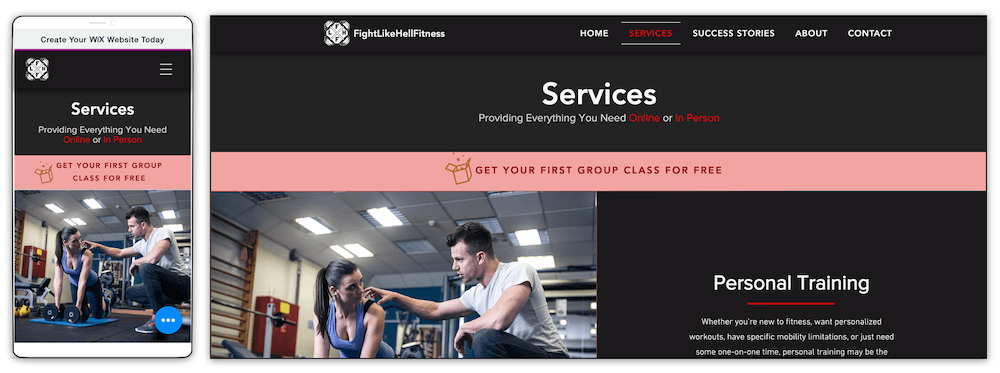 Create Your WiX Website Today
Services
Providing Everything You Need
Online or In Person
GET YOUR FIRST GROUP
CLASS FOR FREE
FightLikeHellFitness
HOME
SERVICES
SUCCESS STORIES
ABOUT
CONTACT
Services
Providing Everything You Need Online or In Person
GET YOUR FIRST GROUP CLASS FOR FREE
Personal Training
Whether you're new to fitness, want personalized
workouts, have specific mobility limitations, or just need
some one-on-one time, personal training may be the